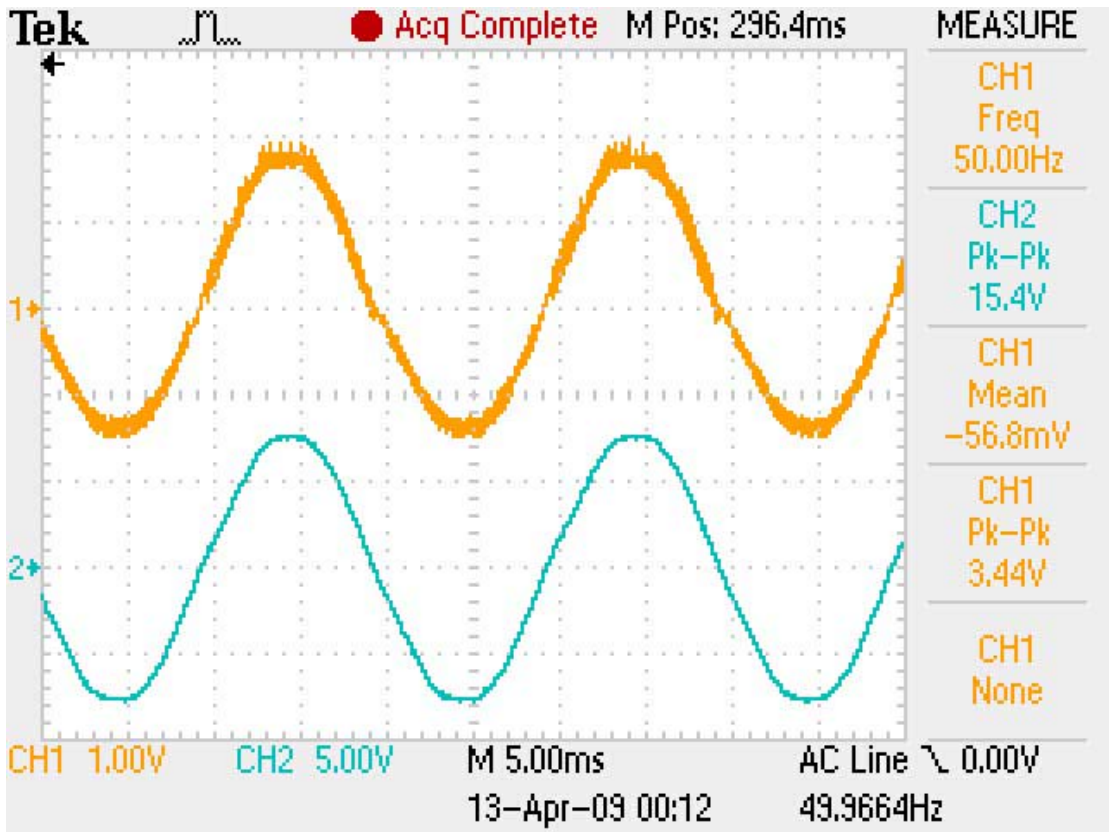 Tek Acq Complete M Pos: 296.4ms MEASURE
CH1
Freq
50.00Hz
CH2
Pk-Pk
15.4V
CH1
Mean
-56.8mV
CH1
Pk-Pk
3.44V
CH1
None
1
2
CH1 1.00V CH2 5.00V M 5.00ms AC Line \ 0.00V
13-Apr-09 00:12 49.9664Hz